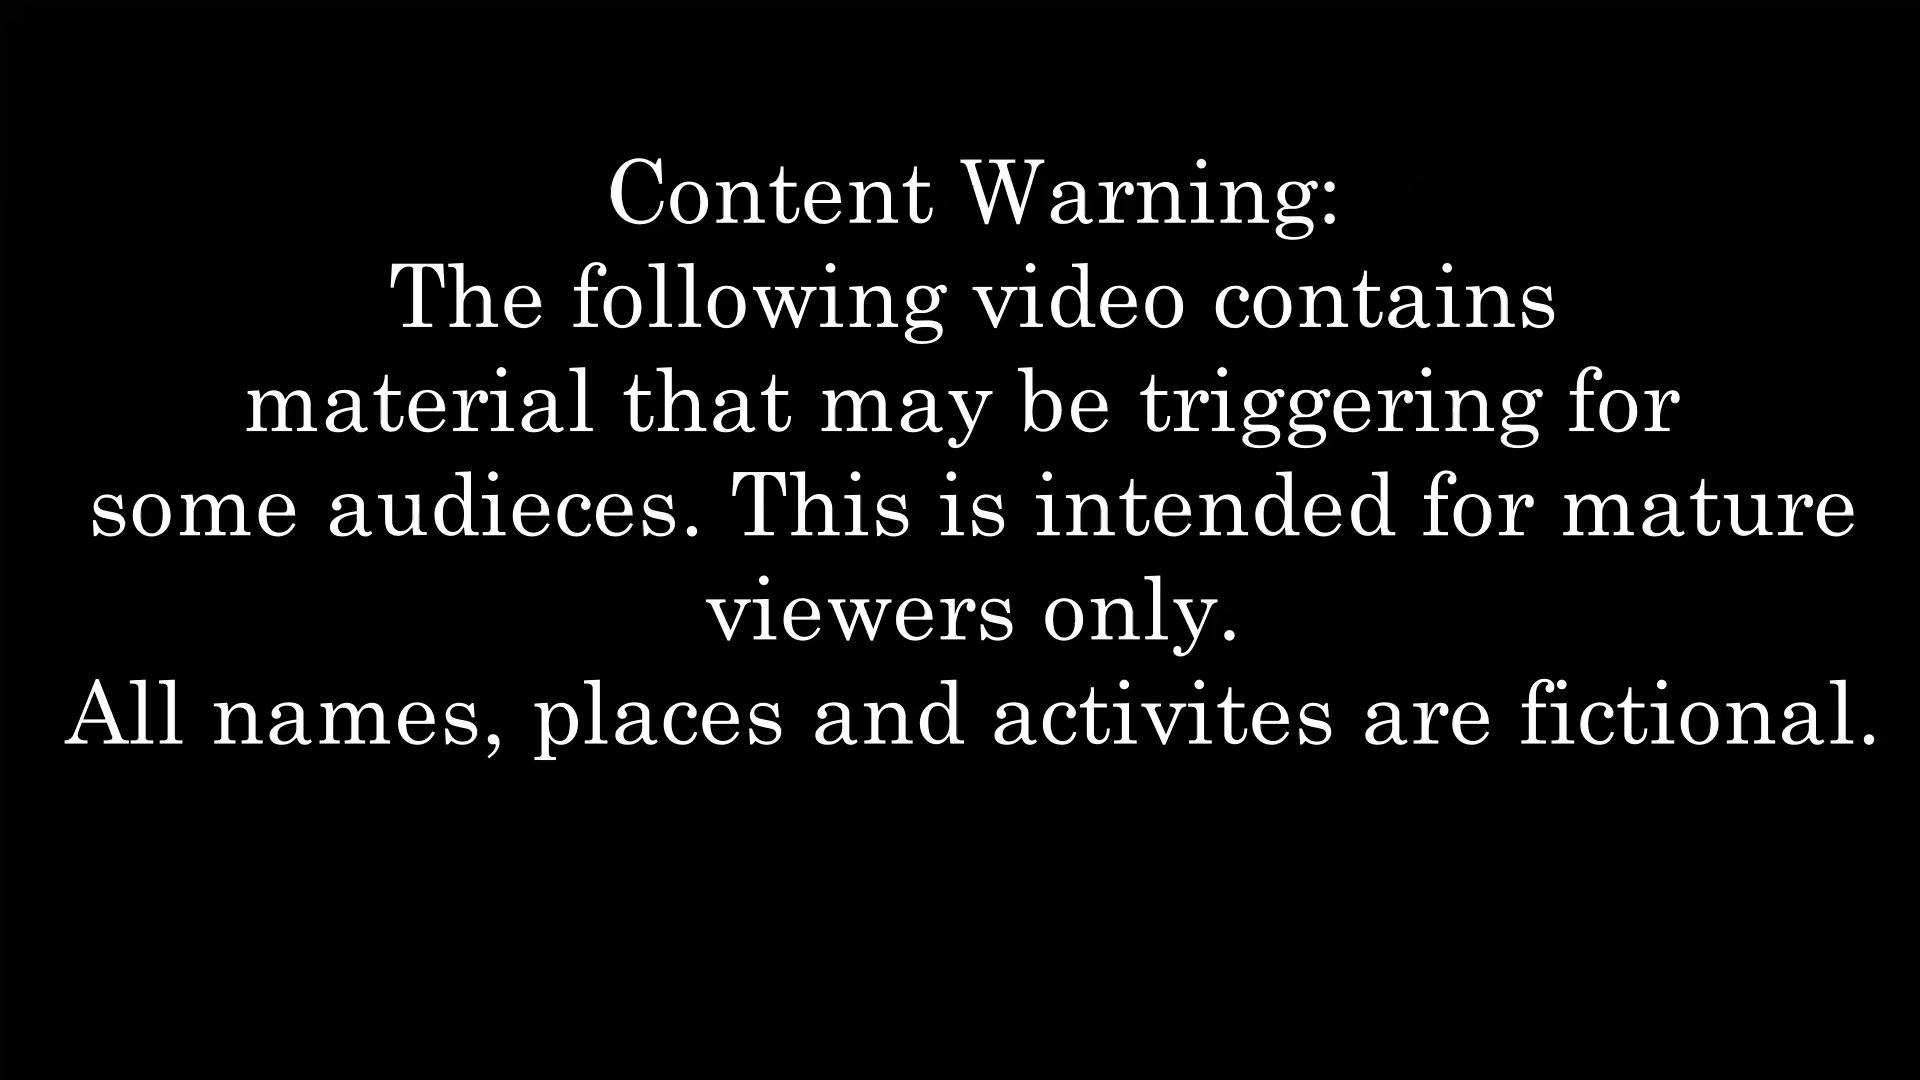 Content Warning:
The following video contains
material that may be triggering for
some audieces. This is intended for mature
viewers only.
All names, places and activites are fictional.